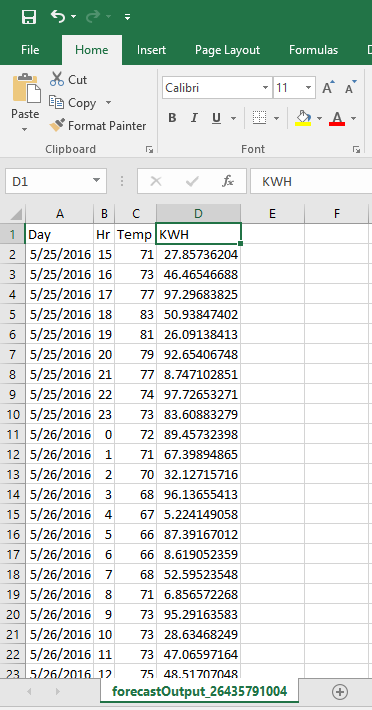 File Home Insert Page Layout Formulas
Cut
Copy
Format Painter
Paste
Calibri 11 A A
B I U A
Clipboard Font
D1 fx KWH
A B C D E F
1 Day Hr Temp KWH
2 5/25/2016 15 71 27.85736204
3 5/25/2016 16 73 46.46546688
4 5/25/2016 17 77 97.29683825
5 5/25/2016 18 83 50.93847402
6 5/25/2016 19 81 26.09138413
7 5/25/2016 20 79 92.65406748
8 5/25/2016 21 77 8.747102851
9 5/25/2016 22 74 97.72653271
10 5/25/2016 23 73 83.60883279
11 5/26/2016 0 72 89.45732398
12 5/26/2016 1 71 67.39894865
13 5/26/2016 2 70 32.12715716
14 5/26/2016 3 68 96.13655413
15 5/26/2016 4 67 5.224149058
16 5/26/2016 5 66 87.39167012
17 5/26/2016 6 66 8.619052359
18 5/26/2016 7 68 52.59523548
19 5/26/2016 8 71 6.856572268
20 5/26/2016 9 73 95.29163583
21 5/26/2016 10 73 28.63468249
22 5/26/2016 11 73 47.06597164
23 5/26/2016 12 75 48.51707048
forecastOutput_26435791004